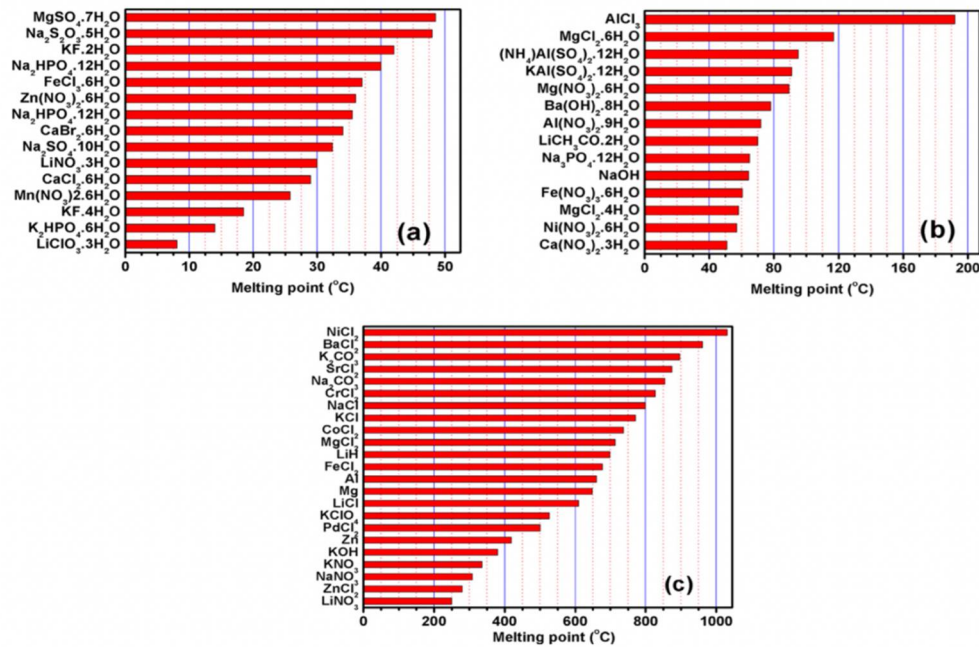 MgSO₄.7H₂O
Na₂S₂O₃.5H₂O
KF.2H₂O
Na₂HPO₄.12H₂O
FeCl₃.6H₂O
Zn(NO₃)₂.6H₂O
Na₂HPO₄.12H₂O
CaBr₂.6H₂O
Na₂SO₄.10H₂O
LiNO₃.3H₂O
CaCl₂.6H₂O
Mn(NO₃)2.6H₂O
KF.4H₂O
K₂HPO₄.6H₂O
LiClO₃.3H₂O
(a)
0 10 20 30 40 50
Melting point (°C)
AlCl₃
MgCl₂.6H₂O
(NH₄)Al(SO₄)₂.12H₂O
KAl(SO₄)₂.12H₂O
Mg(NO₃)₂.6H₂O
Ba(OH)₂.8H₂O
Al(NO₃)₂.9H₂O
LiCH₃CO.2H₂O
Na₃PO₄.12H₂O
NaOH
Fe(NO₃)₃.6H₂O
MgCl₂.4H₂O
Ni(NO₃)₂.6H₂O
Ca(NO₃)₂.3H₂O
(b)
0 40 80 120 160 200
Melting point (°C)
NiCl₂
BaCl₂
K₂CO₃
SrCl₂
Na₂CO₃
CrCl₂
NaCl
KCl
CoCl₂
MgCl₂
LiH
FeCl₂
Al
Mg
LiCl
KClO₄
PdCl₂
Zn
KOH
KNO₃
NaNO₃
ZnCl₂
LiNO₃
(c)
0 200 400 600 800 1000
Melting point (°C)